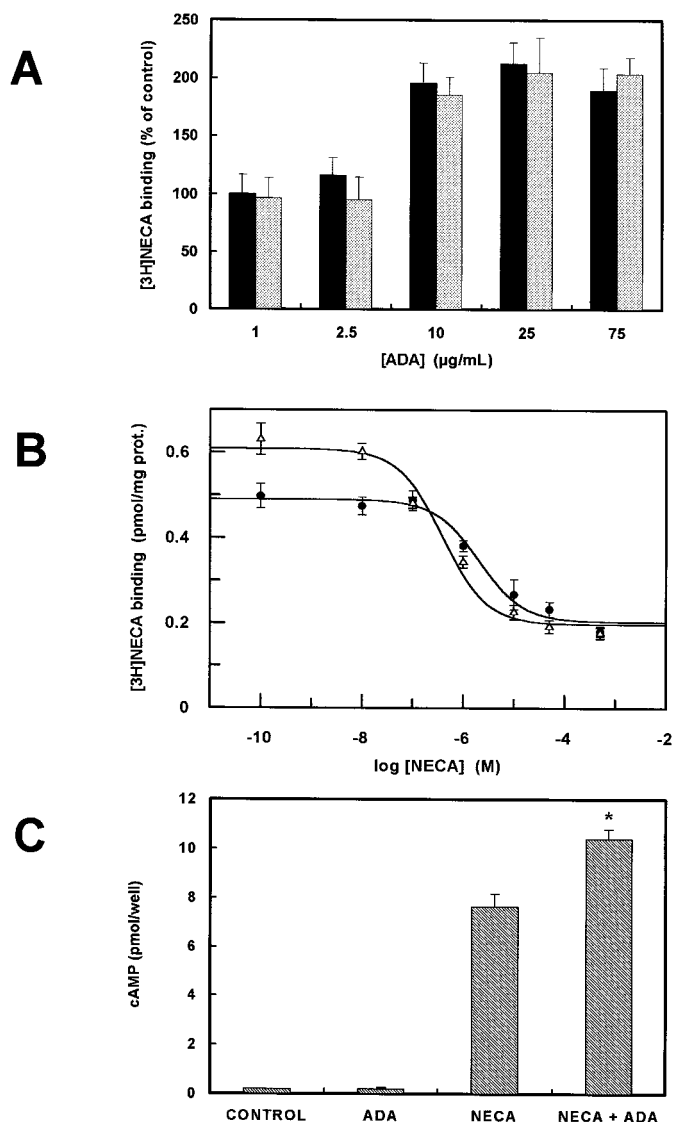 A
[3H]NECA binding (% of control)
250
200
150
100
50
0
1 2.5 10 25 75
[ADA] (µg/mL)
B
[3H]NECA binding (pmol/mg prot.)
0.6
0.4
0.2
0
-10 -8 -6 -4 -2
log [NECA] (M)
C
cAMP (pmol/well)
12
10
8
6
4
2
0
*
CONTROL ADA NECA NECA + ADA